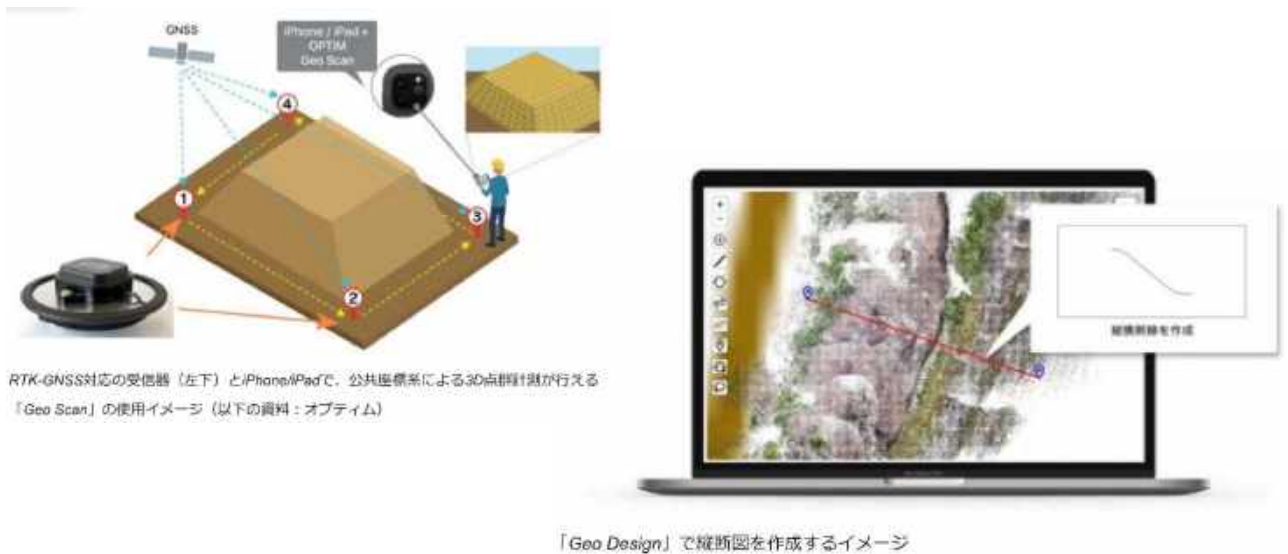 GNSS
iPhone / iPad +
OPTIM
Geo Scan
4
1
3
2
RTK-GNSS対応の受信器（左下）とiPhone/iPadで、公共座標系による3D点群計測が行える
「Geo Scan」の使用イメージ（以下の資料：オプティム）
縦横断線を作成
「Geo Design」で縦断図を作成するイメージ